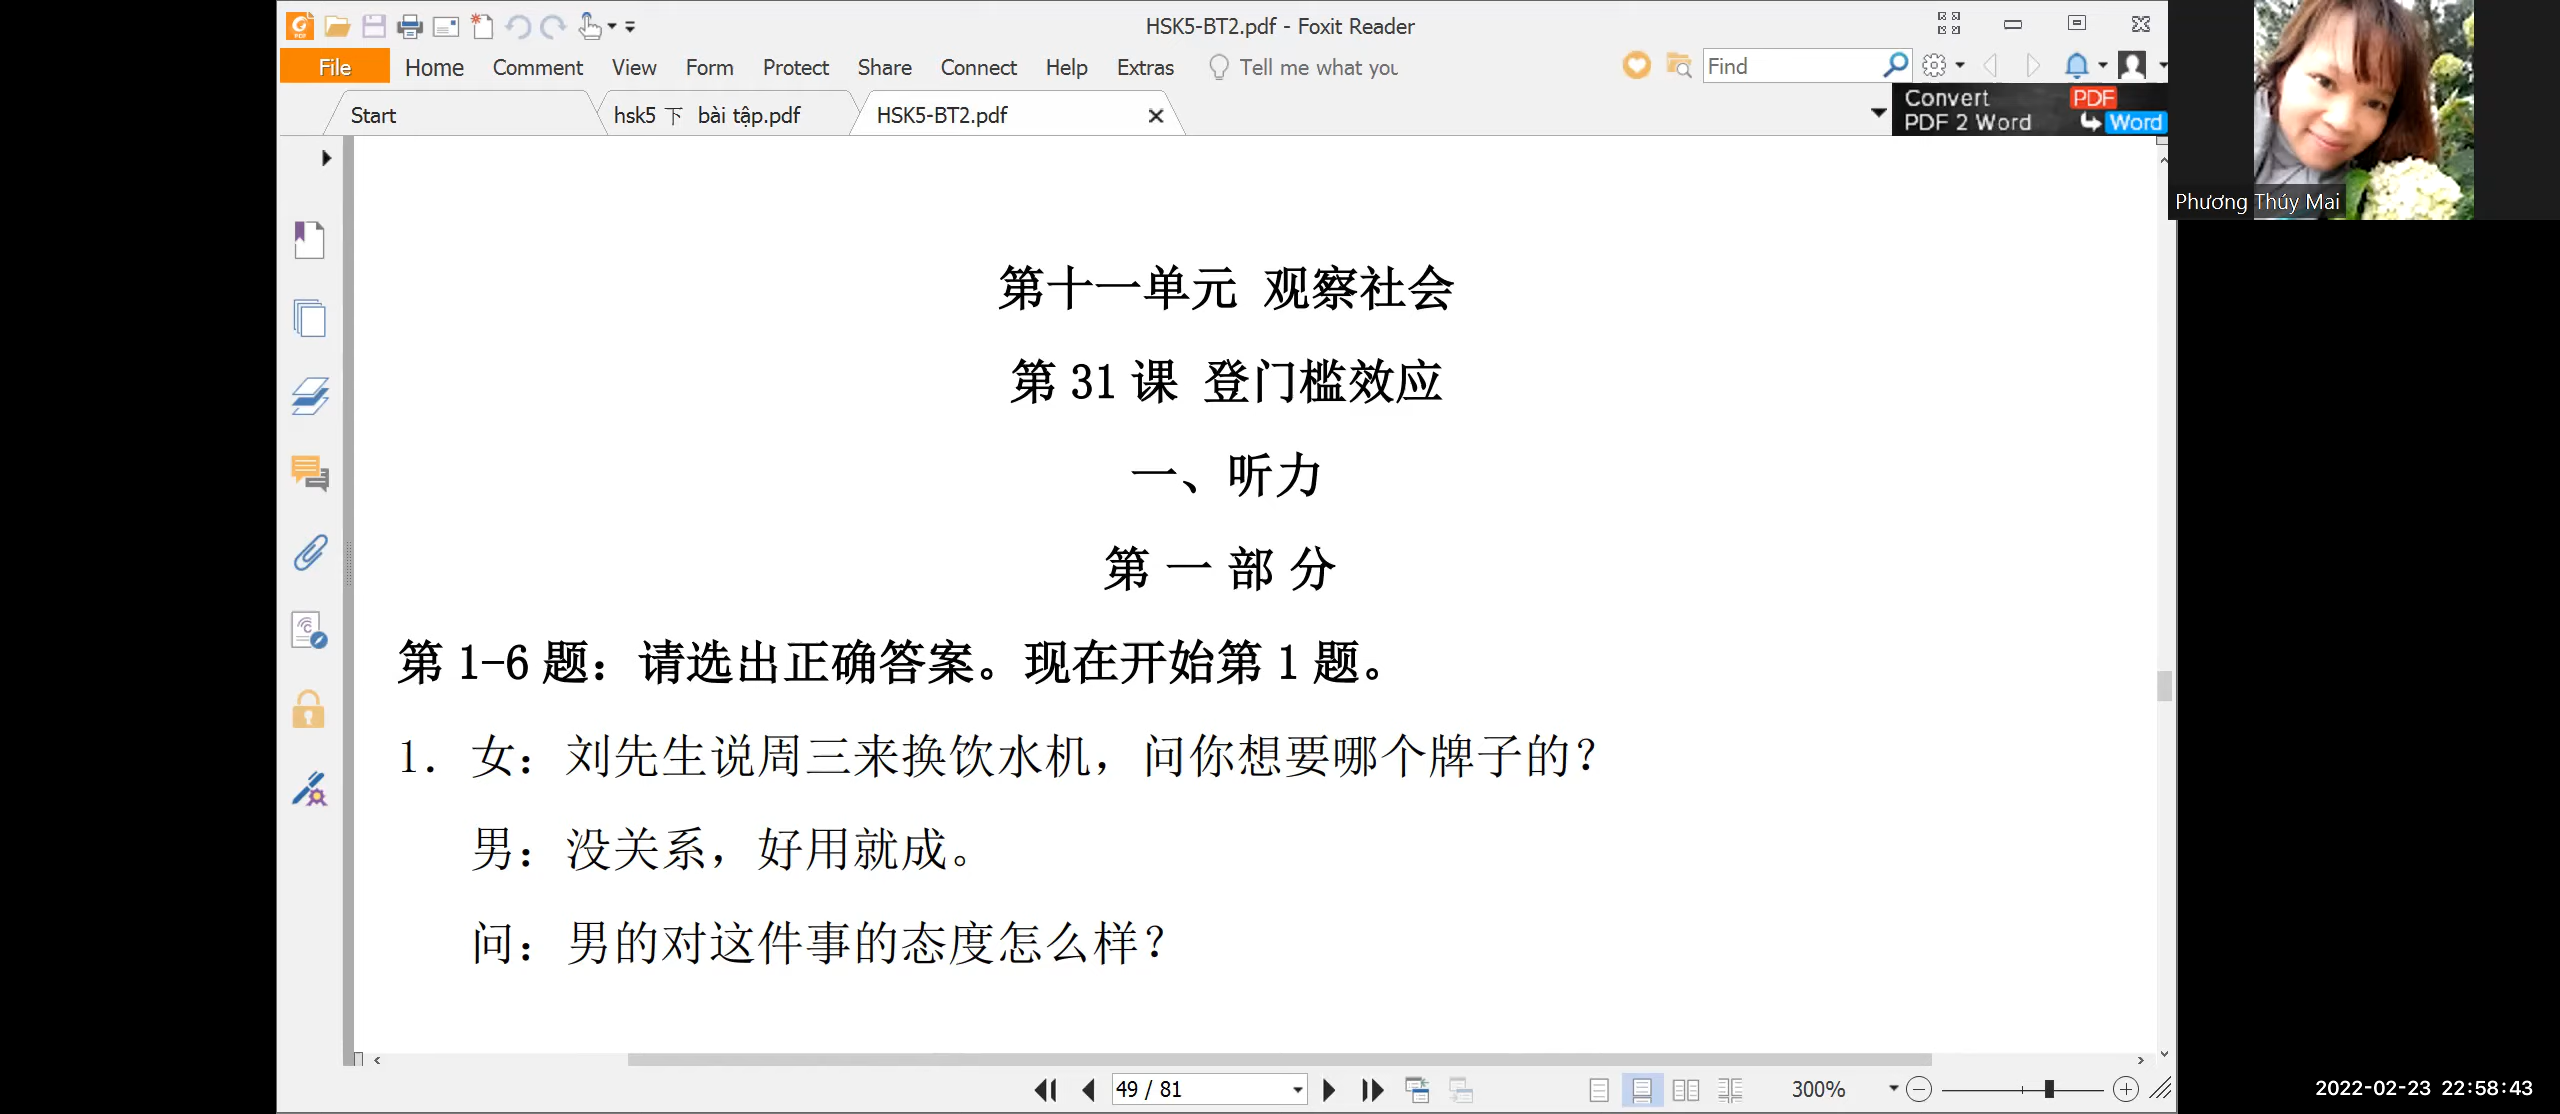 HSK5-BT2.pdf - Foxit Reader
File Home Comment View Form Protect Share Connect Help Extras Tell me what you
Find
Start
hsk5 下 bài tập.pdf
HSK5-BT2.pdf
Convert PDF
PDF 2 Word Word
Phương Thúy Mai
第十一单元 观察社会
第 31 课 登门槛效应
一、听力
第 一 部 分
第 1-6 题：请选出正确答案。现在开始第 1 题。
1. 女：刘先生说周三来换饮水机，问你想要哪个牌子的？
男：没关系，好用就成。
问：男的对这件事的态度怎么样？
49 / 81
300%
2022-02-23 22:58:43